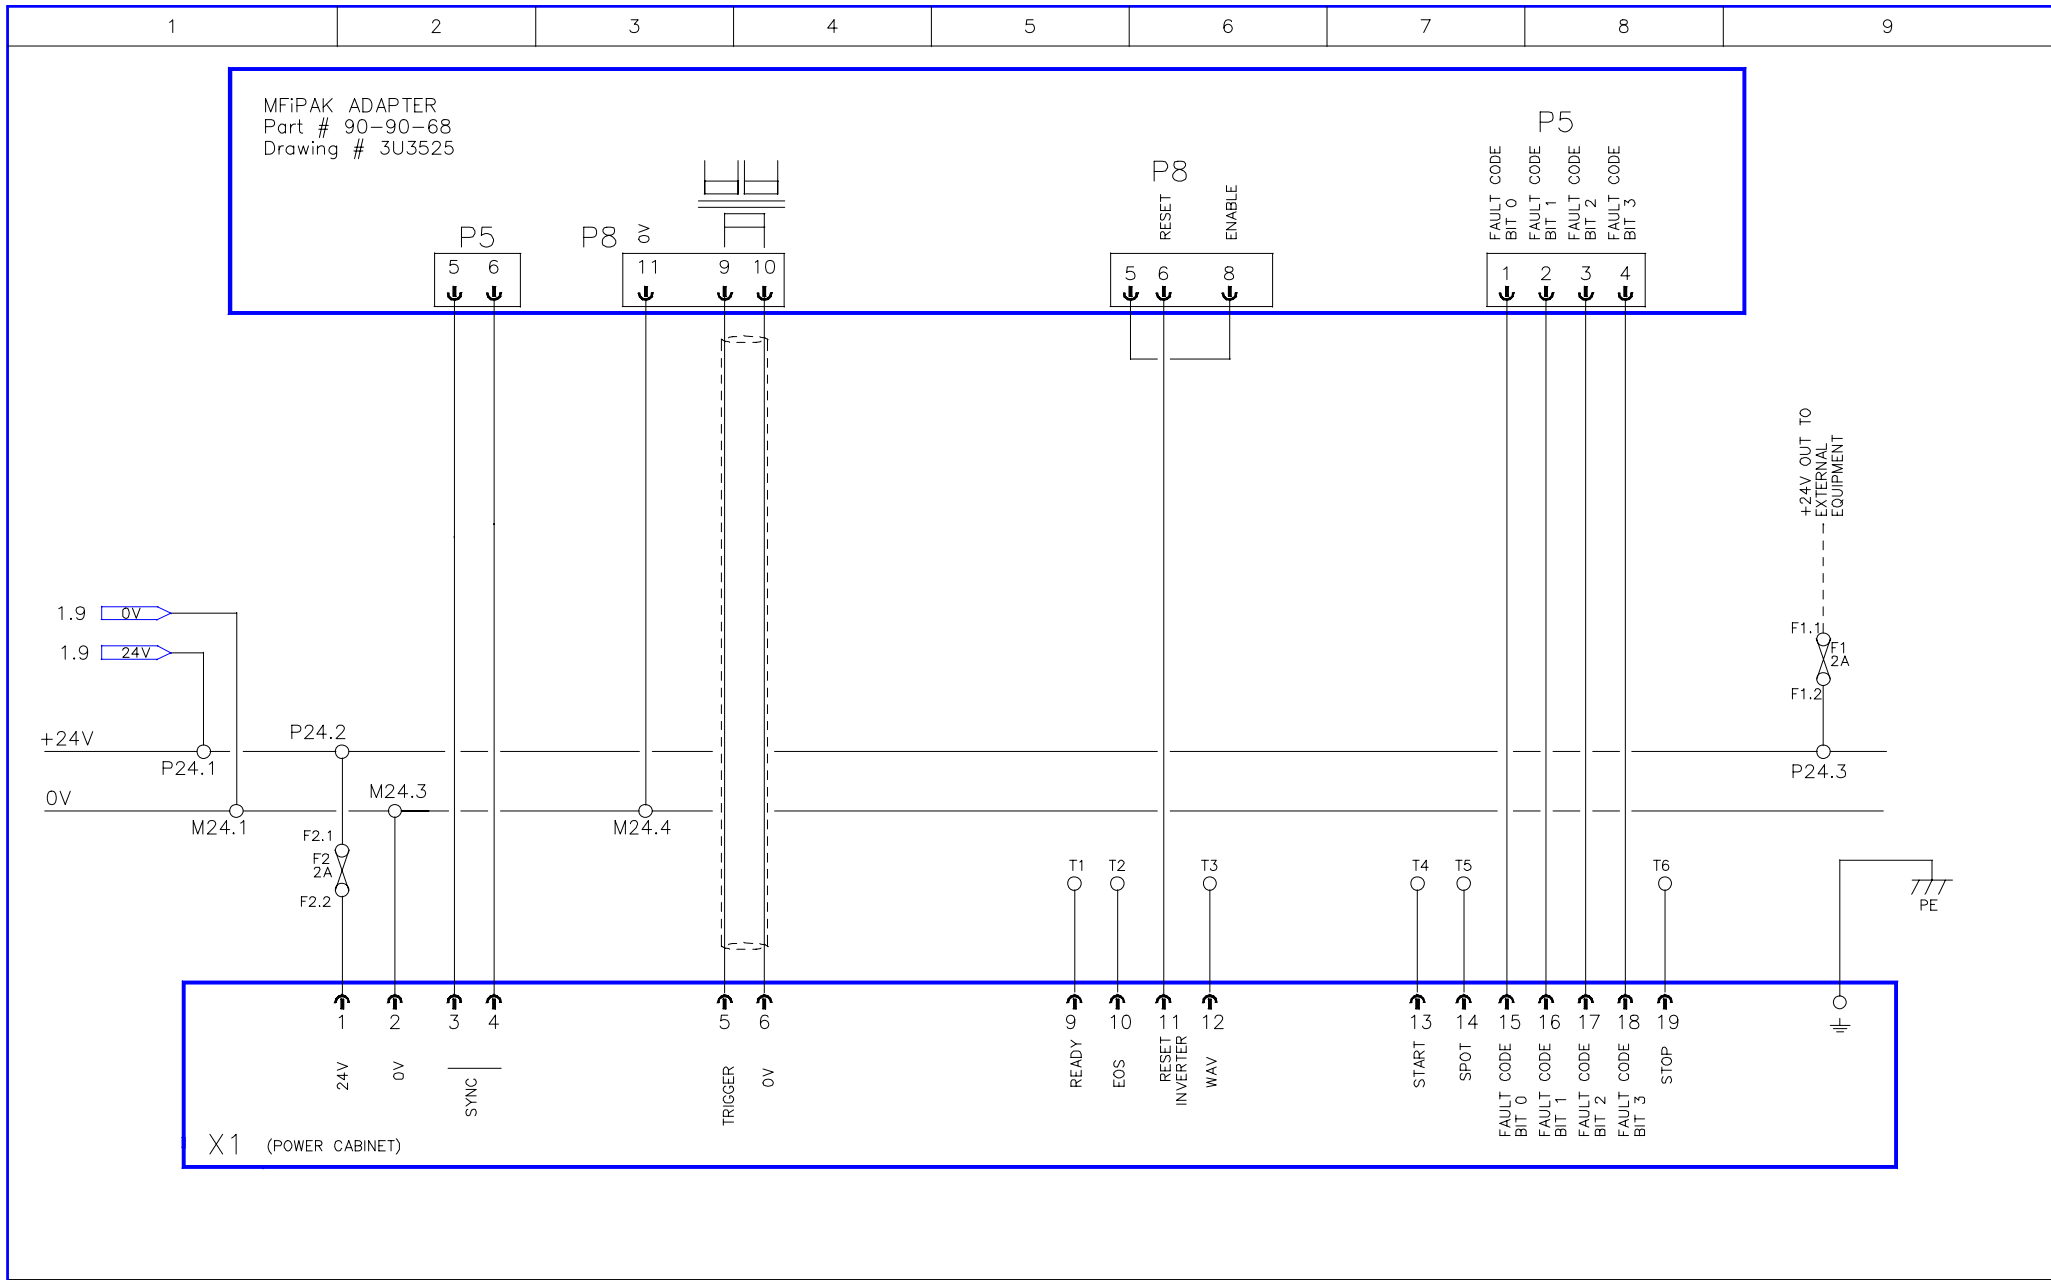 1 2 3 4 5 6 7 8 9
MFiPAK ADAPTER
Part # 90-90-68
Drawing # 3U3525
P5
5 6
P8
0V
11 9 10
P8
RESET
ENABLE
5 6 8
P5
FAULT CODE
BIT 0
FAULT CODE
BIT 1
FAULT CODE
BIT 2
FAULT CODE
BIT 3
1 2 3 4
+24V OUT TO
EXTERNAL
EQUIPMENT
1.9 0V
1.9 24V
F1.1
F1
2A
F1.2
+24V
P24.1
P24.2
P24.3
0V
M24.1
M24.3
M24.4
F2.1
F2
2A
F2.2
T1 T2 T3 T4 T5 T6
PE
1 2 3 4 5 6 9 10 11 12 13 14 15 16 17 18 19
24V
0V
SYNC
TRIGGER
0V
READY
EOS
RESET
INVERTER
WAV
START
SPOT
FAULT CODE
BIT 0
FAULT CODE
BIT 1
FAULT CODE
BIT 2
FAULT CODE
BIT 3
STOP
X1 (POWER CABINET)